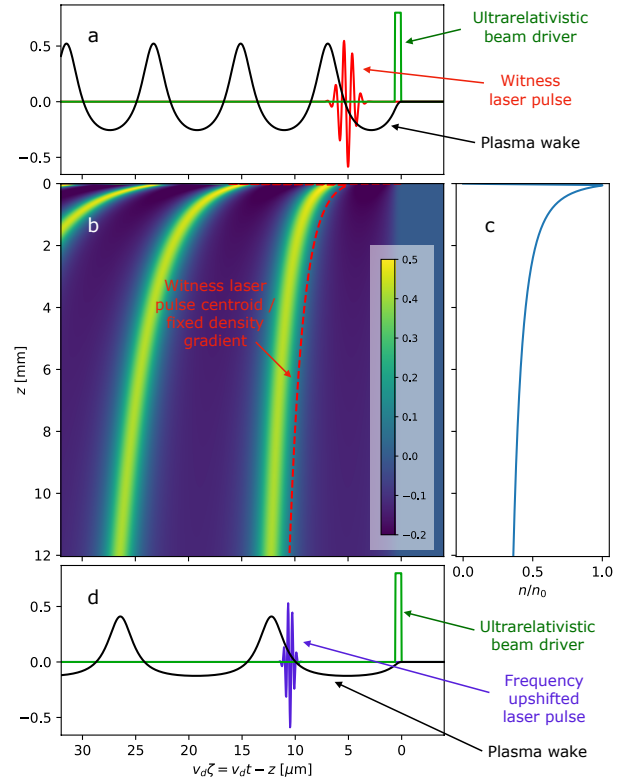 a
Ultrarelativistic
beam driver
Witness
laser pulse
Plasma wake
0.5
0.0
−0.5
b
c
Witness laser
pulse centroid /
fixed density
gradient
0
2
4
6
8
10
12
z [mm]
0.5
0.4
0.3
0.2
0.1
0.0
−0.1
−0.2
0.0
0.5
1.0
n/n₀
d
0.5
0.0
−0.5
Ultrarelativistic
beam driver
Frequency
upshifted
laser pulse
Plasma wake
30
25
20
15
10
5
0
v_dζ = v_dt − z [μm]